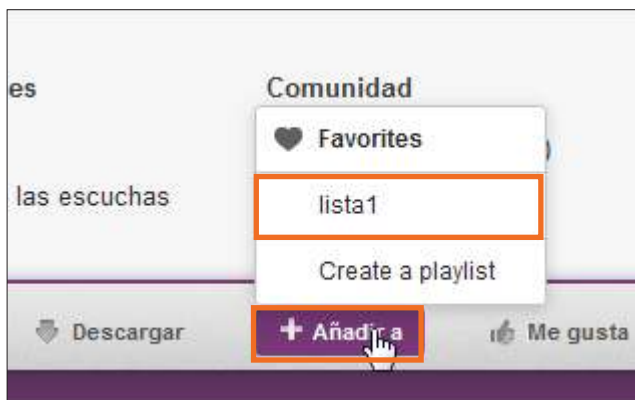 es
Comunidad
Favorites
)
las escuchas
lista1
Create a playlist
Descargar
+ Añadir a
Me gusta